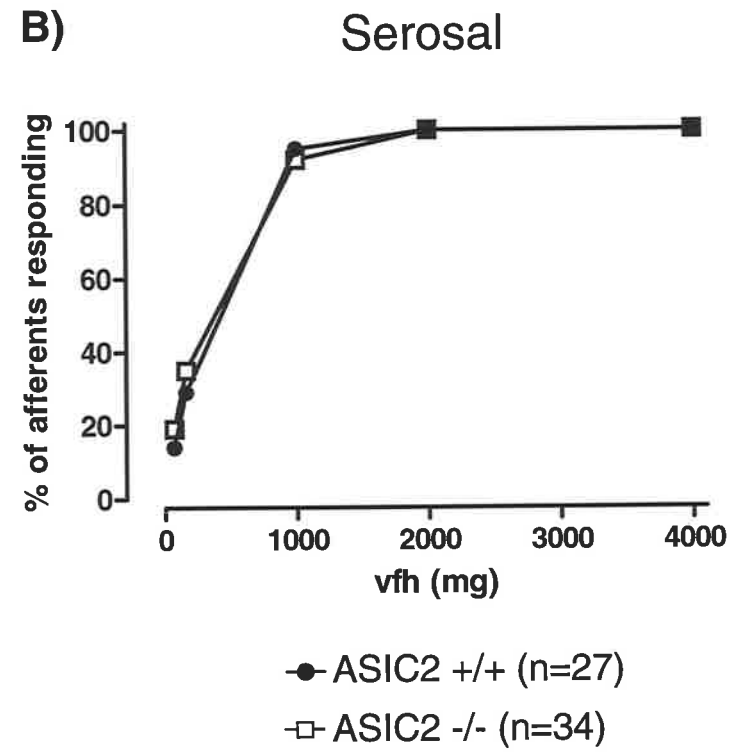 B) Serosal
% of afferents responding
100
80
60
40
20
0
0 1000 2000 3000 4000
vfh (mg)
ASIC2 +/+ (n=27)
ASIC2 -/- (n=34)